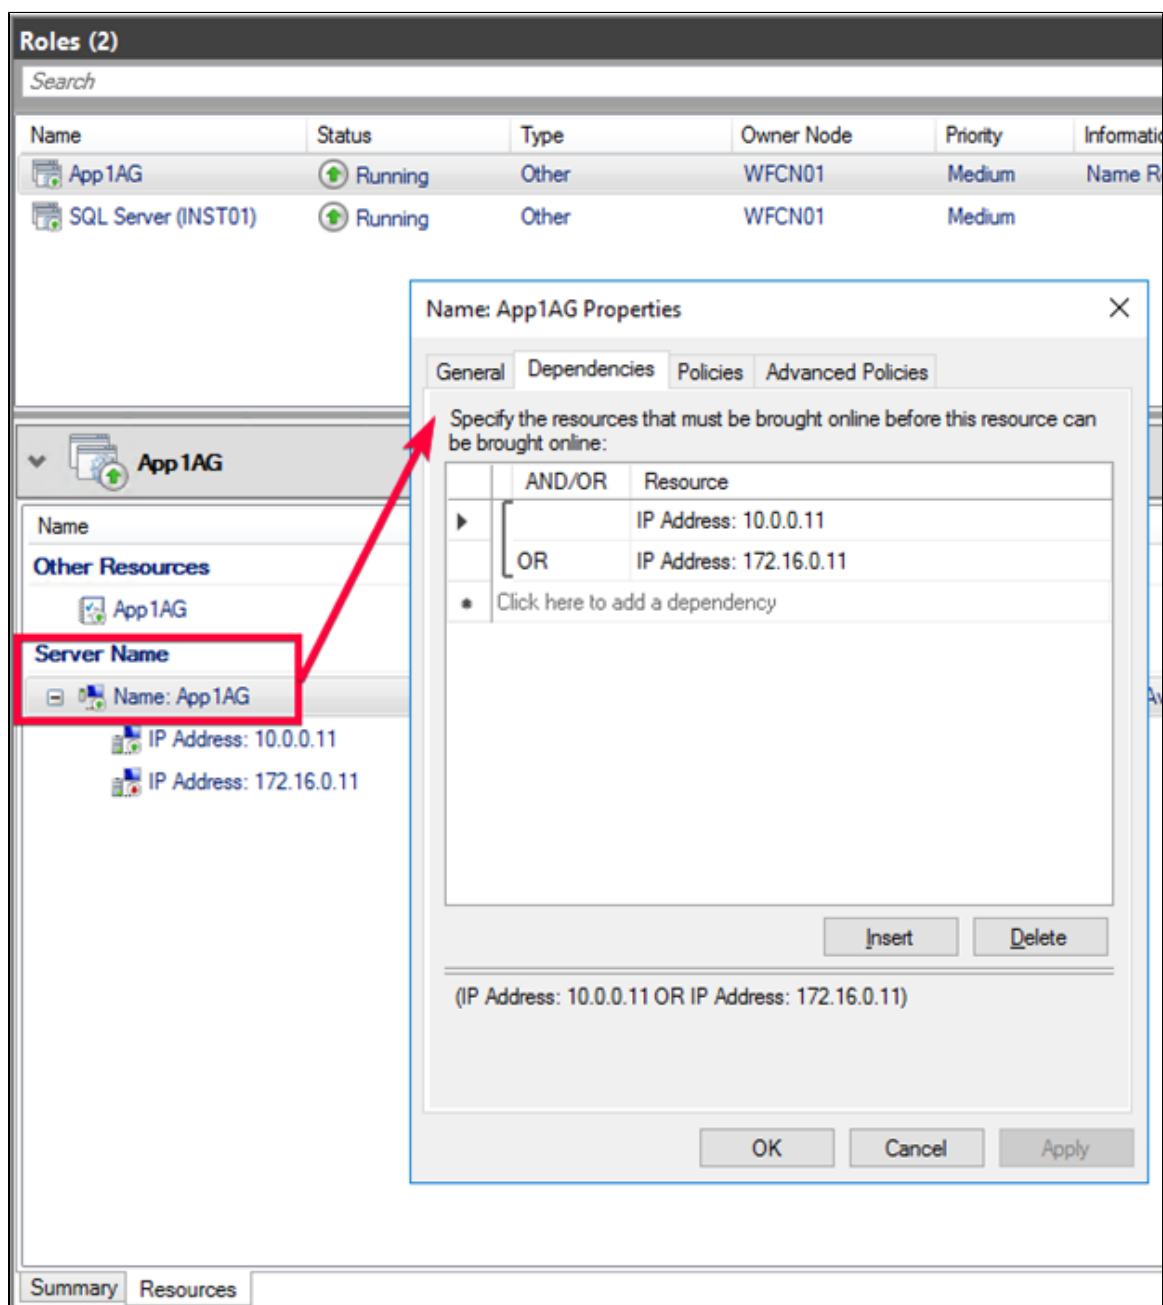 Roles (2)
Search
Name Status Type Owner Node Priority
App1AG Running Other WFCN01 Medium Name
SQL Server (INST01) Running Other WFCN01 Medium
Name: App1AG Properties
General Dependencies Policies Advanced Policies
Specify the resources that must be brought online before this resource can
be brought online:
AND/OR Resource
IP Address: 10.0.0.11
OR IP Address: 172.16.0.11
Click here to add a dependency
Insert Delete
(IP Address: 10.0.0.11 OR IP Address: 172.16.0.11)
OK Cancel Apply
App1AG
Name
Other Resources
App1AG
Server Name
Name: App1AG
IP Address: 10.0.0.11
IP Address: 172.16.0.11
Summary Resources